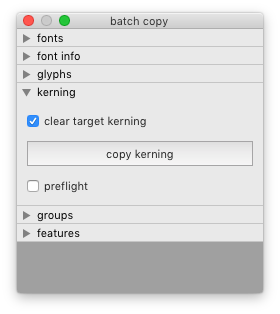 batch copy
fonts
font info
glyphs
kerning
clear target kerning
copy kerning
preflight
groups
features